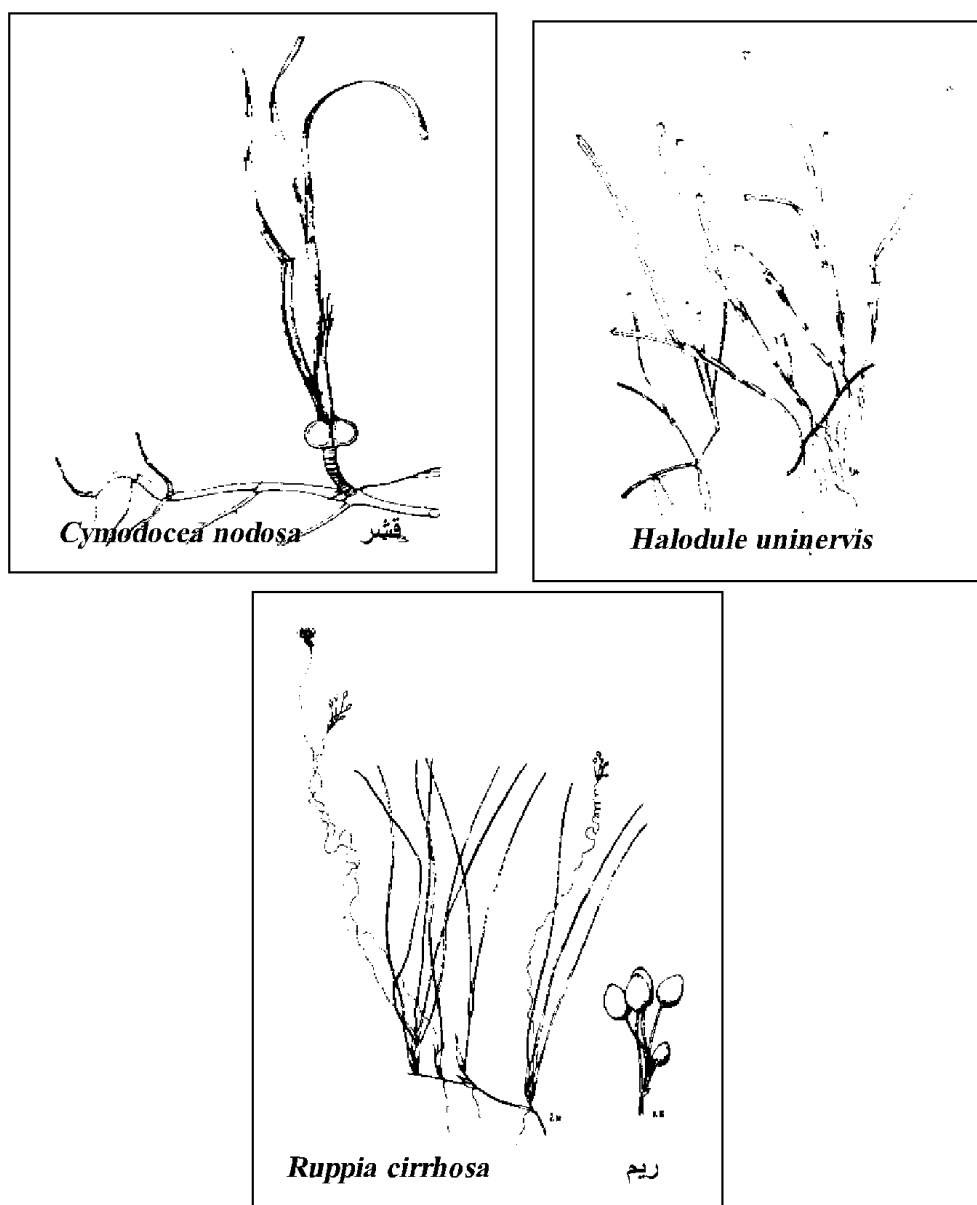 Cymodocea nodosa قشر
Halodule uninervis
Ruppia cirrhosa ريم